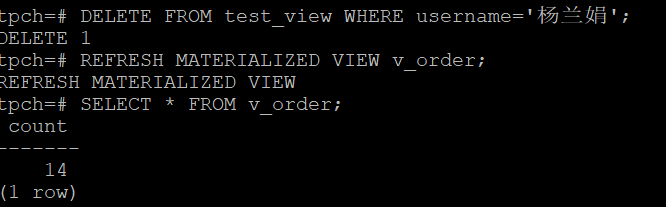 tpch=# DELETE FROM test_view WHERE username='杨兰娟';
DELETE 1
tpch=# REFRESH MATERIALIZED VIEW v_order;
REFRESH MATERIALIZED VIEW
tpch=# SELECT * FROM v_order;
count
-------
14
(1 row)